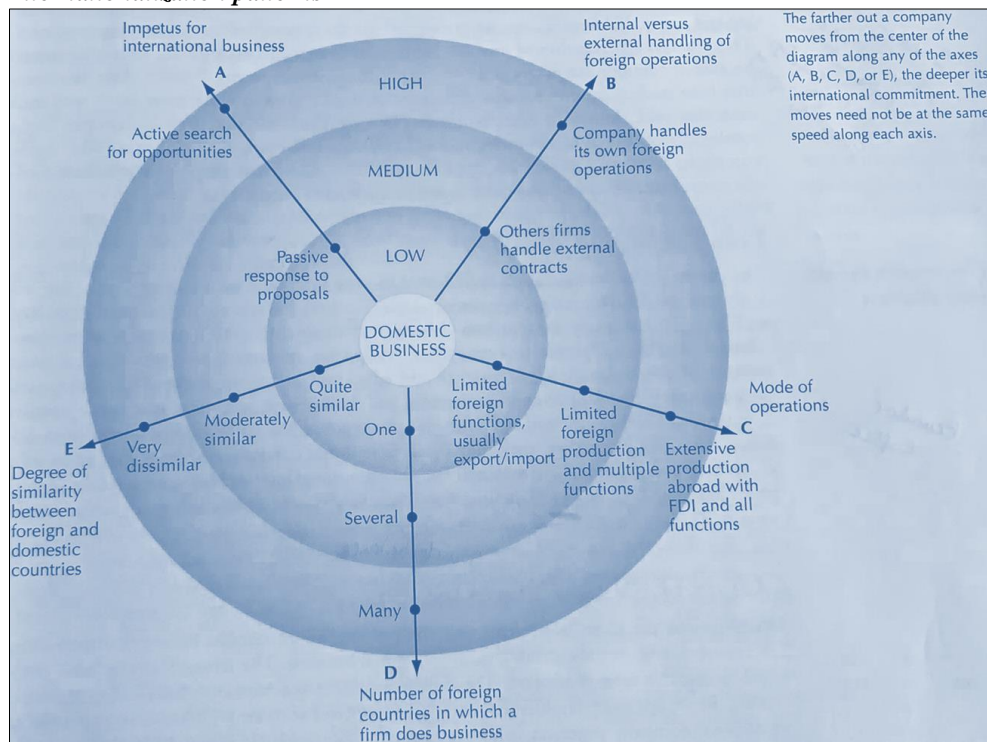 Impetus for
international business
A
Internal versus
external handling of
foreign operations
B
The farther out a company
moves from the center of the
diagram along any of the axes
(A, B, C, D, or E), the deeper its
international commitment. The
moves need not be at the same
speed along each axis.
HIGH
Active search
for opportunities
Company handles
its own foreign
operations
MEDIUM
Passive
response to
proposals
LOW
Others firms
handle external
contracts
DOMESTIC
BUSINESS
Quite
similar
Moderately
similar
Very
dissimilar
E
Degree of
similarity
between
foreign and
domestic
countries
One
Several
Many
D
Number of foreign
countries in which a
firm does business
Limited
foreign
functions,
usually
export/import
Limited
foreign
production
and multiple
functions
Extensive
production
abroad with
FDI and all
functions
Mode of
operations
C